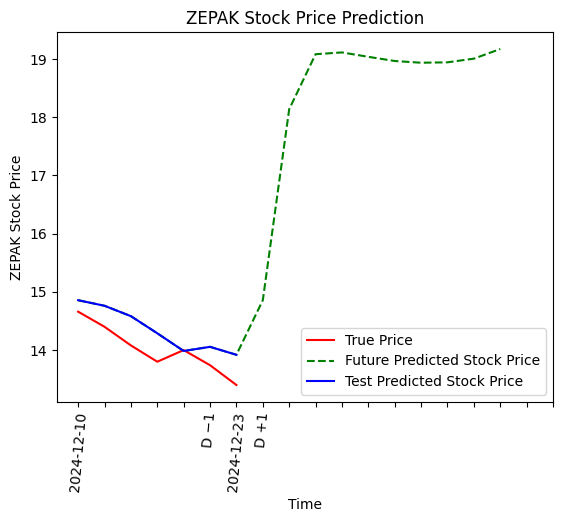 ZEPAK Stock Price Prediction
ZEPAK Stock Price
19
18
17
16
15
14
True Price
Future Predicted Stock Price
Test Predicted Stock Price
2024-12-10
D −1
2024-12-23
D +1
Time